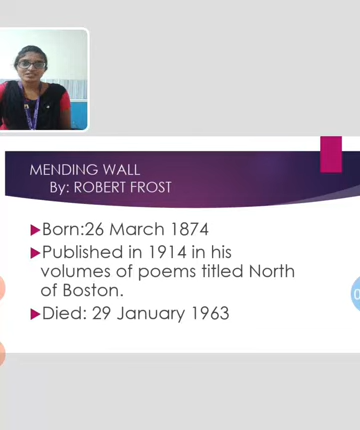 MENDING WALL
By: ROBERT FROST
Born:26 March 1874
Published in 1914 in his
volumes of poems titled North
of Boston.
Died: 29 January 1963
0